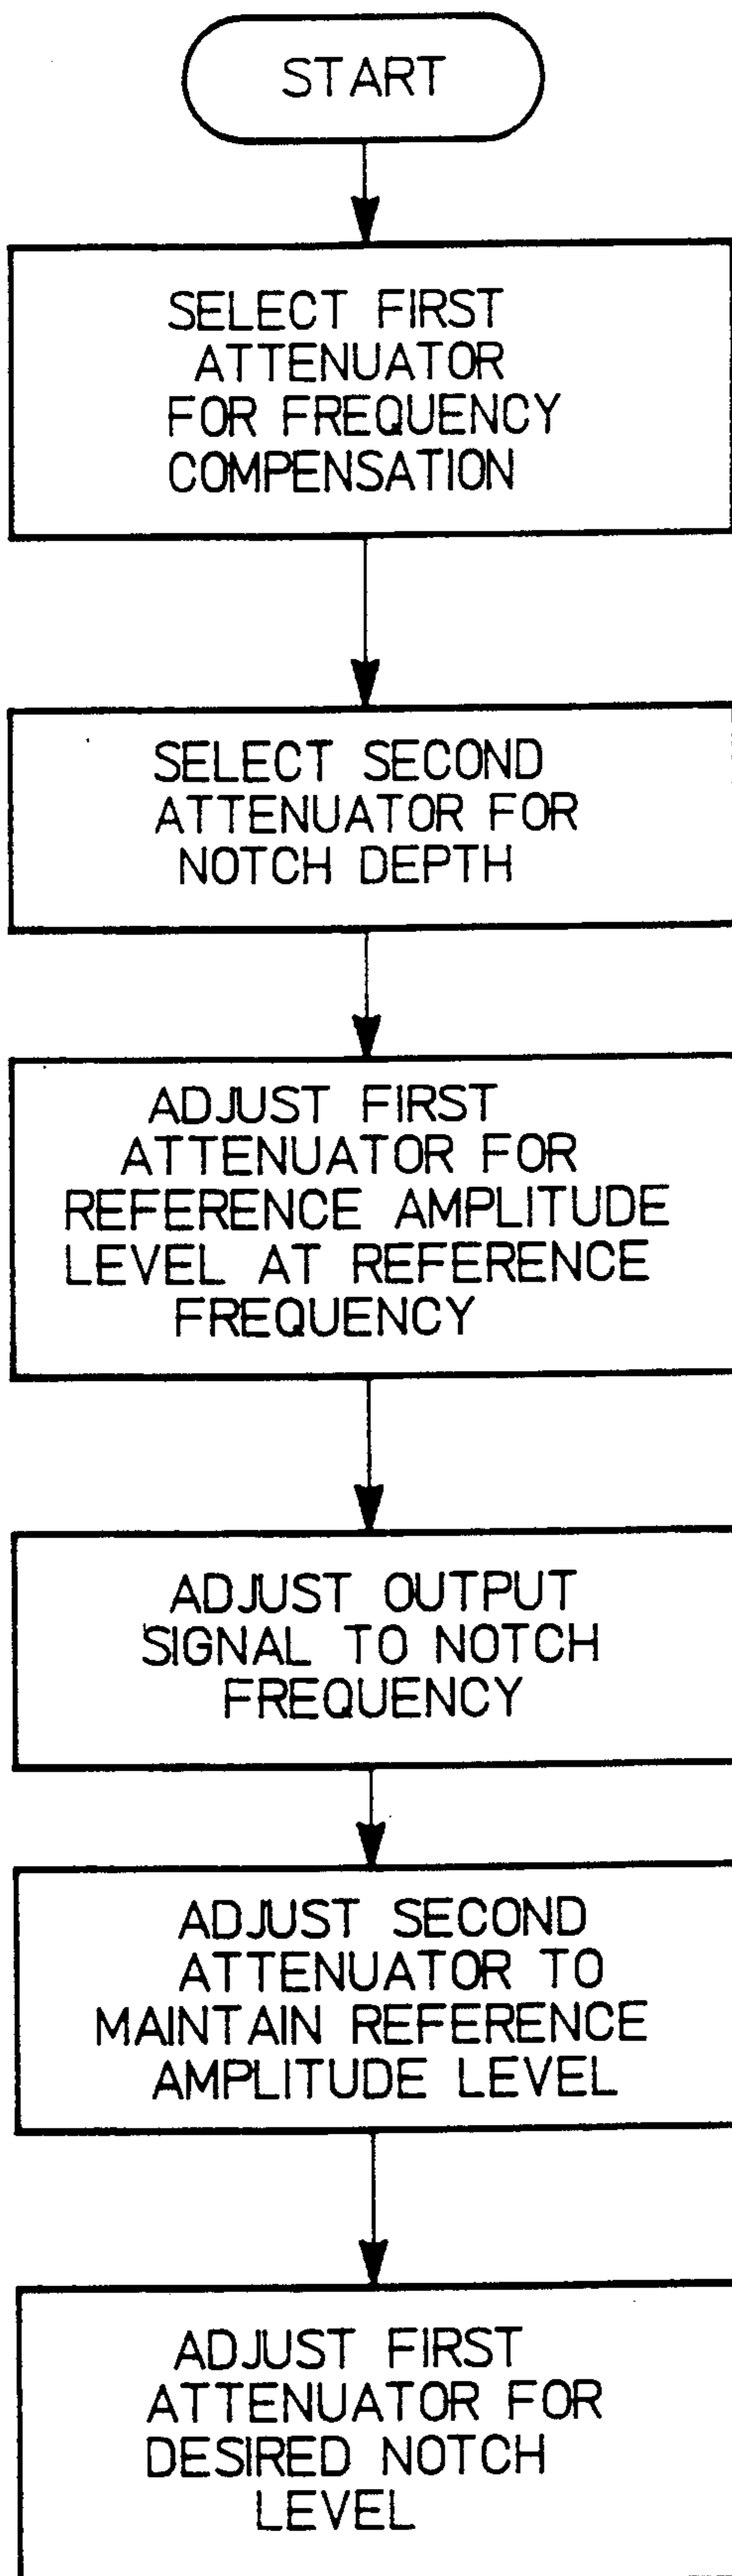 START
SELECT FIRST
ATTENUATOR
FOR FREQUENCY
COMPENSATION
SELECT SECOND
ATTENUATOR FOR
NOTCH DEPTH
ADJUST FIRST
ATTENUATOR FOR
REFERENCE AMPLITUDE
LEVEL AT REFERENCE
FREQUENCY
ADJUST OUTPUT
SIGNAL TO NOTCH
FREQUENCY
ADJUST SECOND
ATTENUATOR TO
MAINTAIN REFERENCE
AMPLITUDE LEVEL
ADJUST FIRST
ATTENUATOR FOR
DESIRED NOTCH
LEVEL